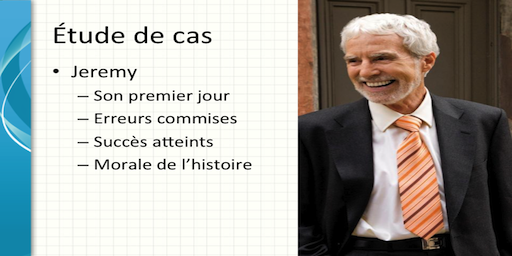 Étude de cas
• Jeremy
– Son premier jour
– Erreurs commises
– Succès atteints
– Morale de l’histoire